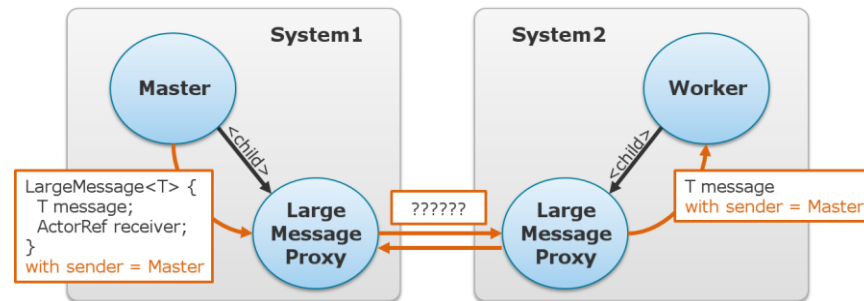 System1
System2
Master
Worker
<child>
<child>
LargeMessage<T> {
T message;
ActorRef receiver;
}
with sender = Master
Large
Message
Proxy
??????
Large
Message
Proxy
T message
with sender = Master